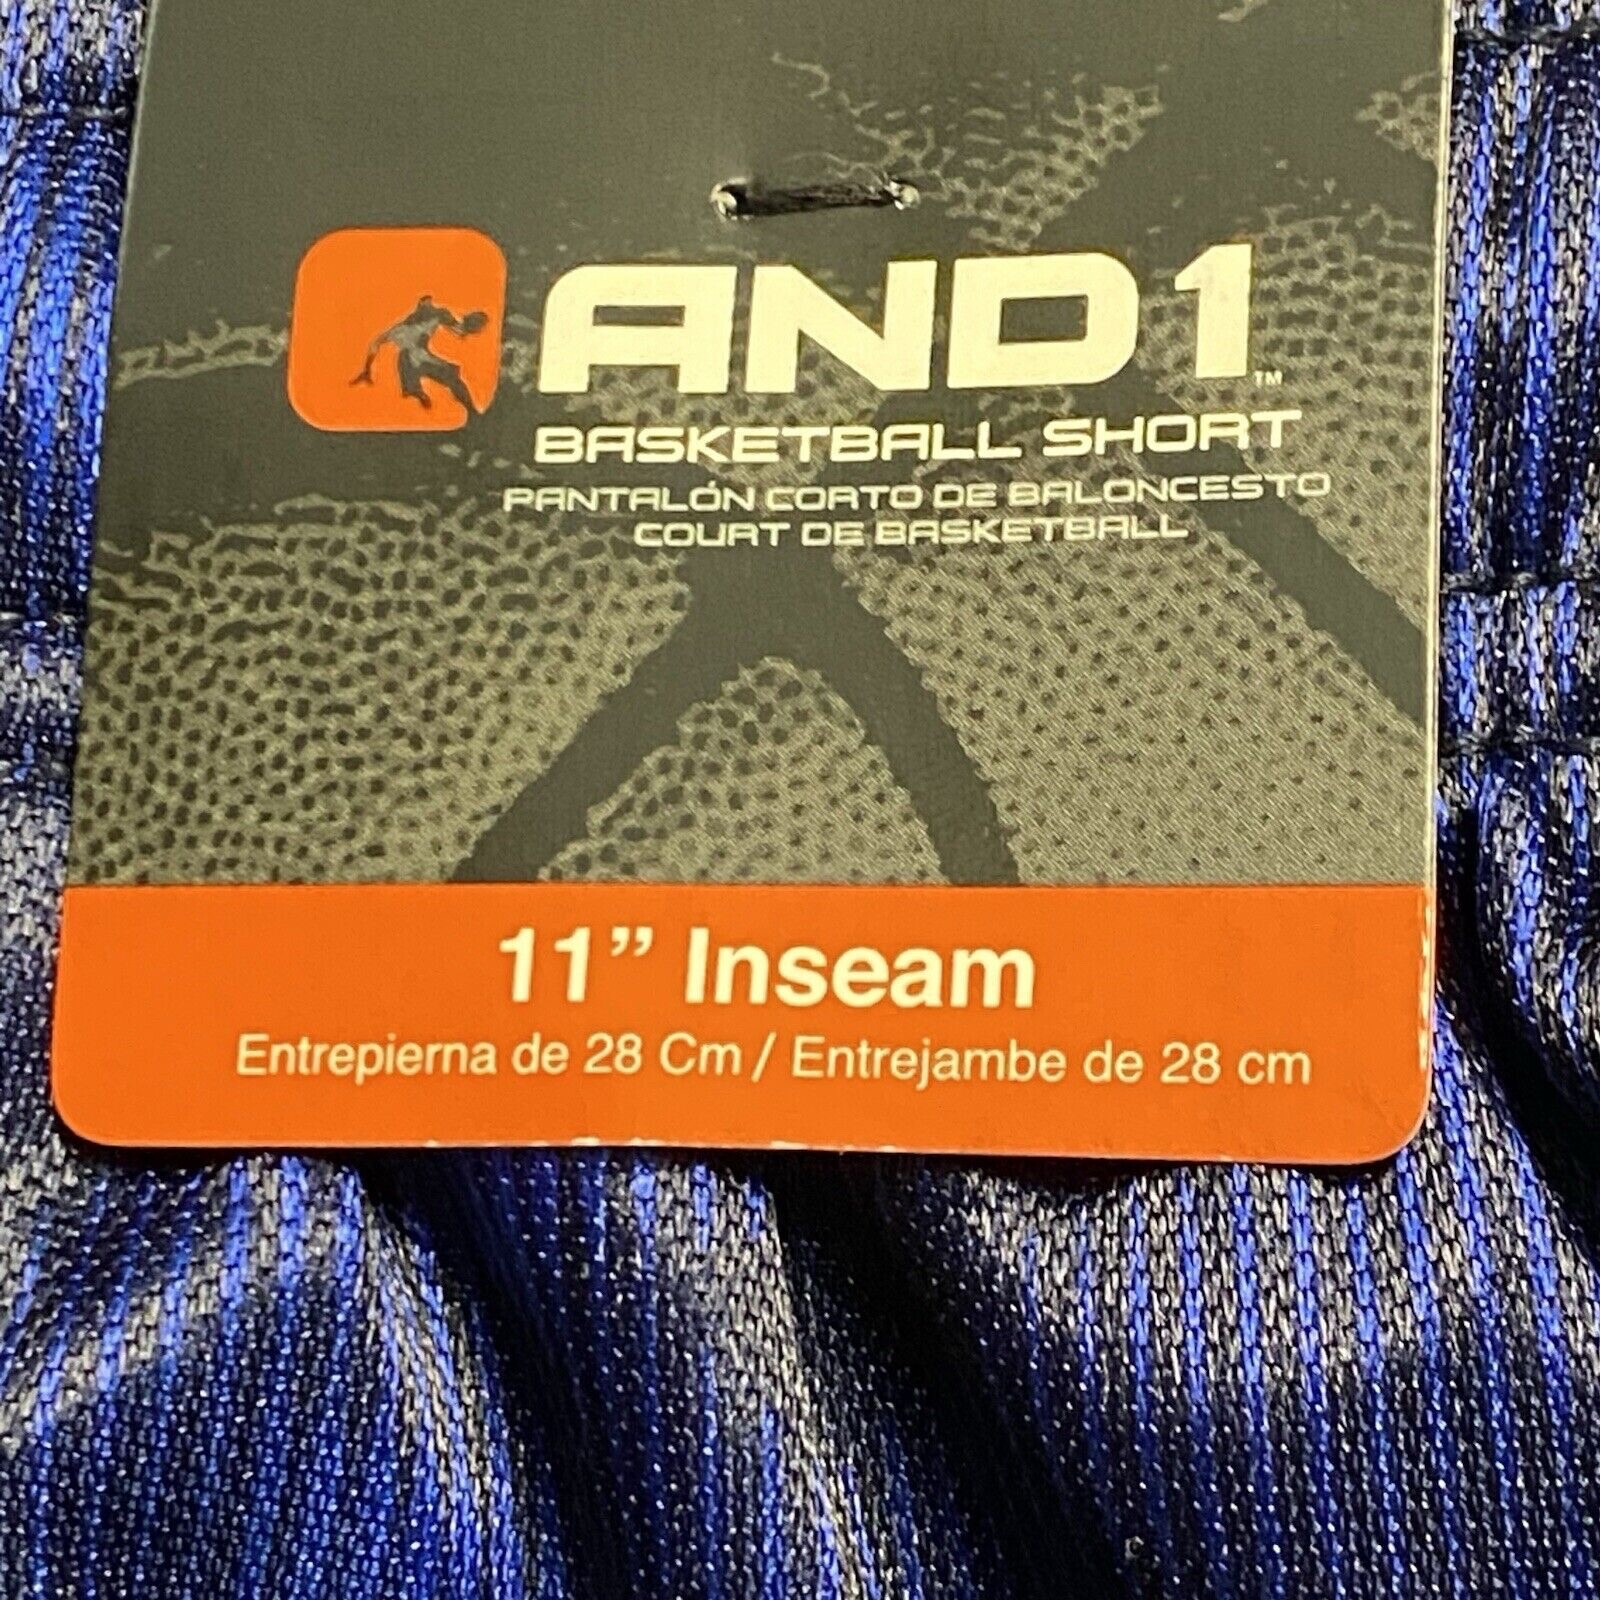 AND1™
BASKETBALL SHORT
PANTALÓN CORTO DE BALONCESTO
COURT DE BASKETBALL
11” Inseam
Entrepierna de 28 Cm / Entrejambe de 28 cm